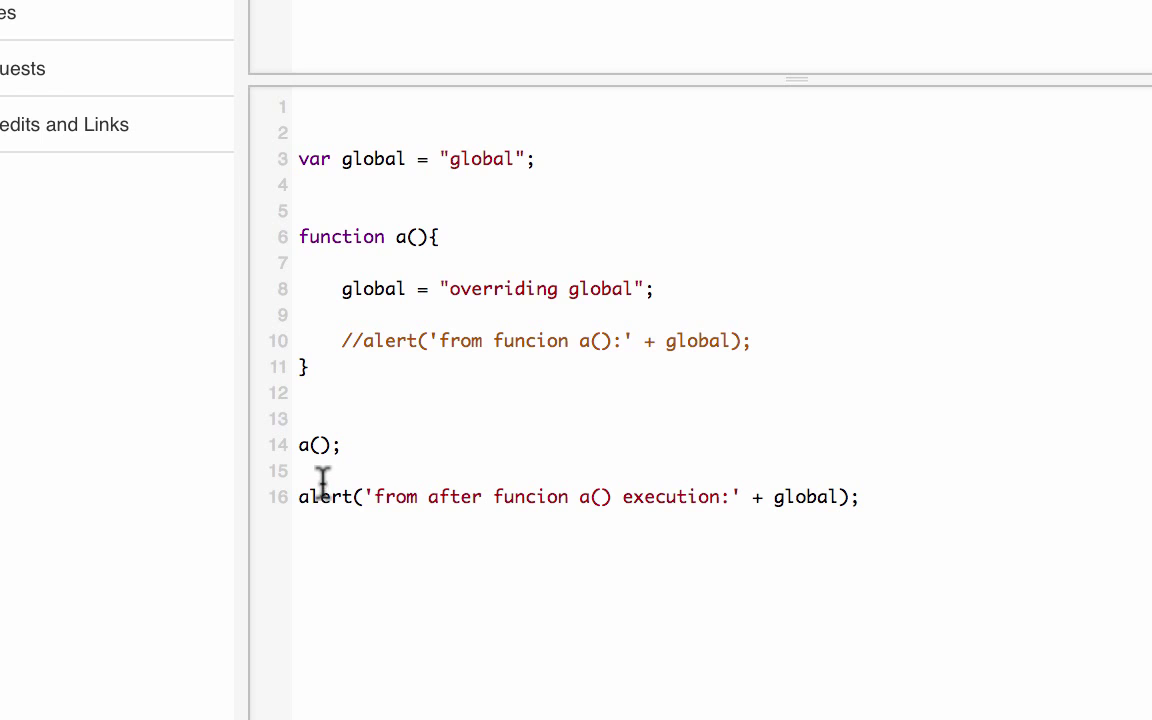 es
uests
edits and Links
1
2
3 var global = "global";
4
5
6 function a(){
7
8 global = "overriding global";
9
10 //alert('from funcion a():' + global);
11 }
12
13
14 a();
15
16 alert('from after funcion a() execution:' + global);